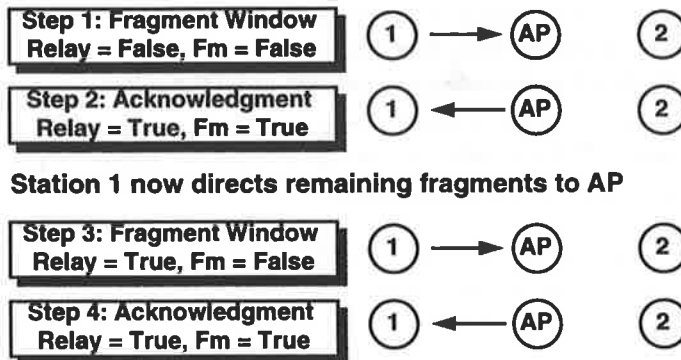 Step 1: Fragment Window
Relay = False, Fm = False
1 AP 2
Step 2: Acknowledgment
Relay = True, Fm = True
1 AP 2
Station 1 now directs remaining fragments to AP
Step 3: Fragment Window
Relay = True, Fm = False
1 AP 2
Step 4: Acknowledgment
Relay = True, Fm = True
1 AP 2